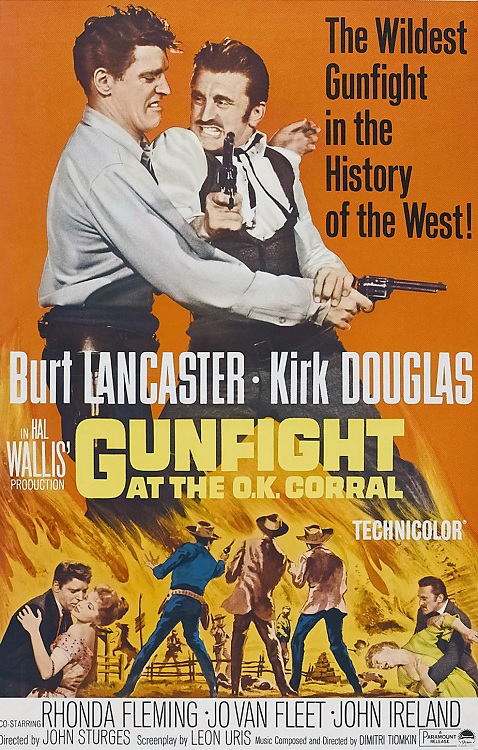 The Wildest
Gunfight
in the
History
of the West!
Burt LANCASTER · Kirk DOUGLAS
IN HAL
WALLIS'
PRODUCTION
GUNFIGHT
AT THE O.K. CORRAL
TECHNICOLOR®
CO-STARRING RHONDA FLEMING · JO VAN FLEET · JOHN IRELAND
Directed by JOHN STURGES Screenplay by LEON URIS Music Composed and Directed by DIMITRI TIOMKIN
A
PARAMOUNT
RELEASE